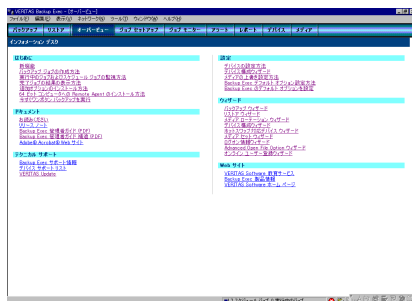 VERITAS Backup Exec - [オーバービュー]
ファイル(F) 編集(E) 表示(V) ネットワーク(W) ツール(T) ウィンドウ(W) ヘルプ(H)
バックアップ リストア オーバービュー ジョブ セットアップ ジョブ モニター アラート レポート デバイス メディア
インフォメーション デスク
はじめに
新機能
バックアップ ジョブの作成方法
実行中のジョブおよびスケジュール ジョブの監視方法
完了ジョブの結果の表示方法
追加オプションのインストール方法
64 ビット コンピュータへの Remote Agent のインストール方法
今すぐワンボタン バックアップを実行
ドキュメント
お読みください
リリース ノート
Backup Exec 管理者ガイド (PDF)
Backup Exec 管理者ガイド 補遺 (PDF)
Adobe® Acrobat® Web サイト
テクニカル サポート
Backup Exec サポート情報
デバイス サポート リスト
VERITAS Update
設定
デバイスの設定方法
デバイス構成ウィザード
メディアの上書き設定方法
Backup Exec デフォルト オプション設定方法
Backup Exec のデフォルト オプションを設定
ウィザード
バックアップ ウィザード
リストア ウィザード
メディア ローテーション ウィザード
デバイス構成ウィザード
ホットスワップ対応デバイス ウィザード
メディア セット ウィザード
ログオン情報ウィザード
Advanced Open File Option ウィザード
オンライン ユーザー登録ウィザード
Web サイト
VERITAS Software 教育サービス
Backup Exec 製品情報
VERITAS Software ホーム ページ